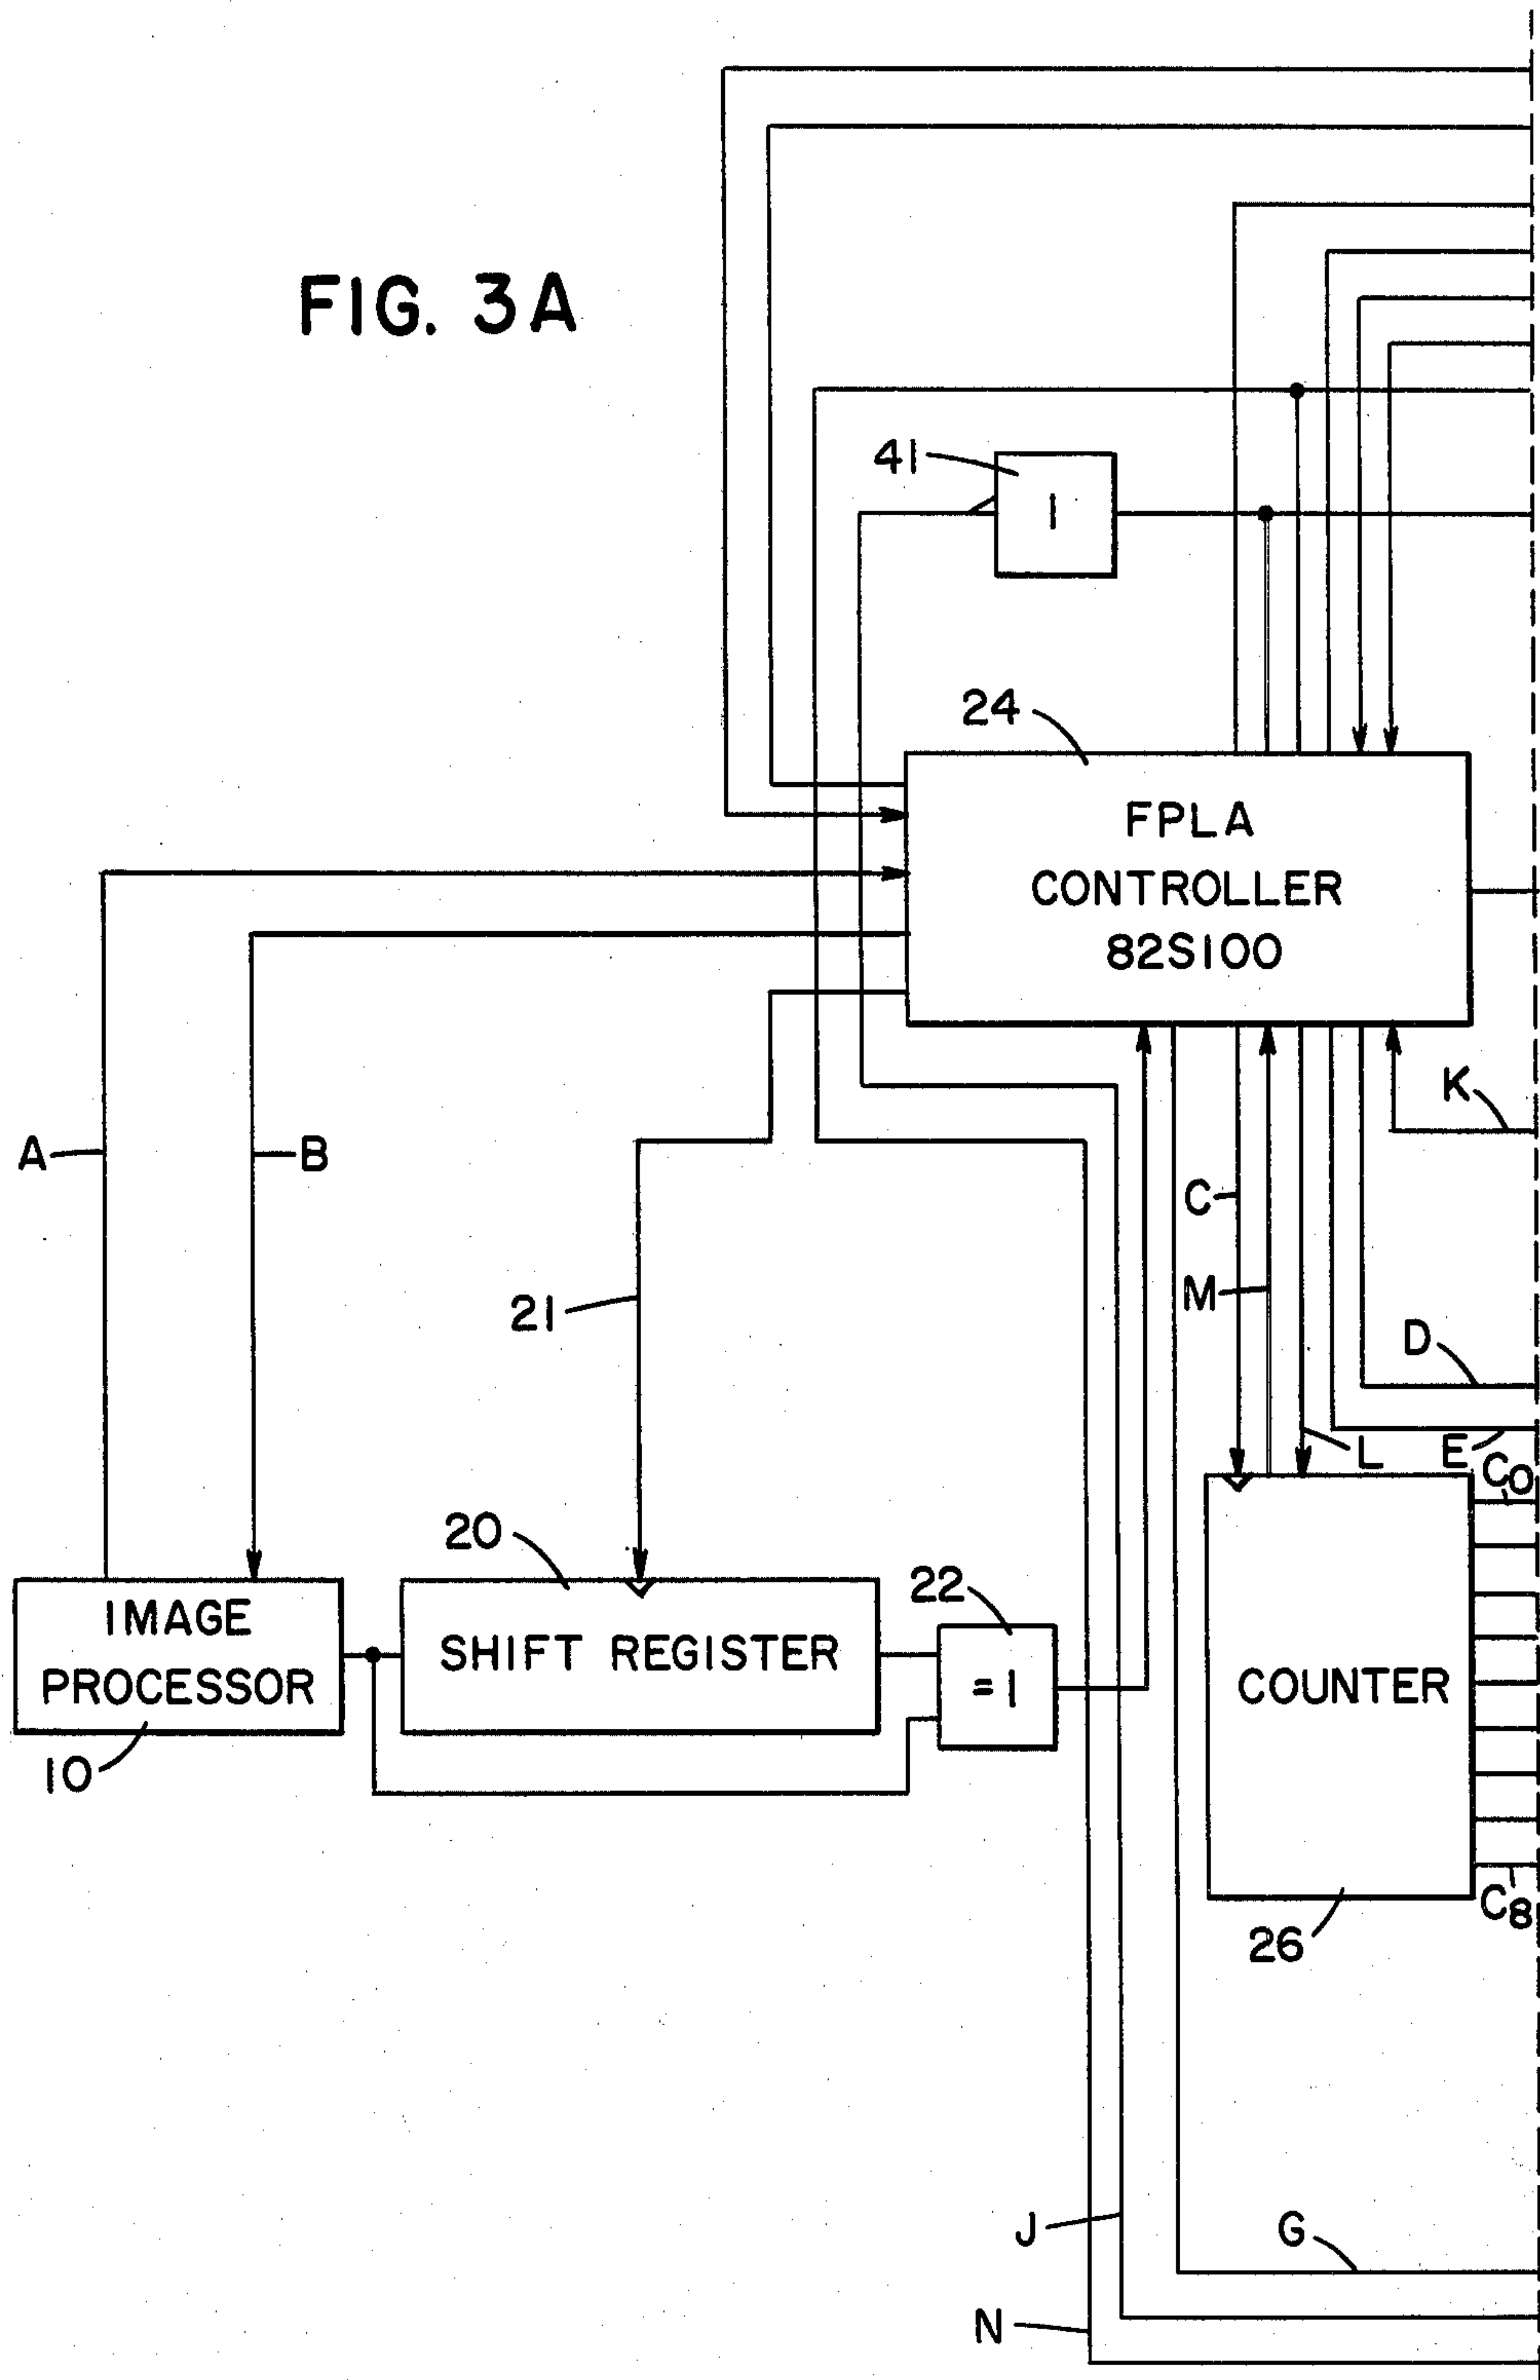 FIG. 3A
41
1
24
FPLA
CONTROLLER
82S100
K
A
B
C
M
21
D
L
E
C0
20
22
IMAGE
PROCESSOR
SHIFT REGISTER
=1
COUNTER
10
C8
26
J
G
N